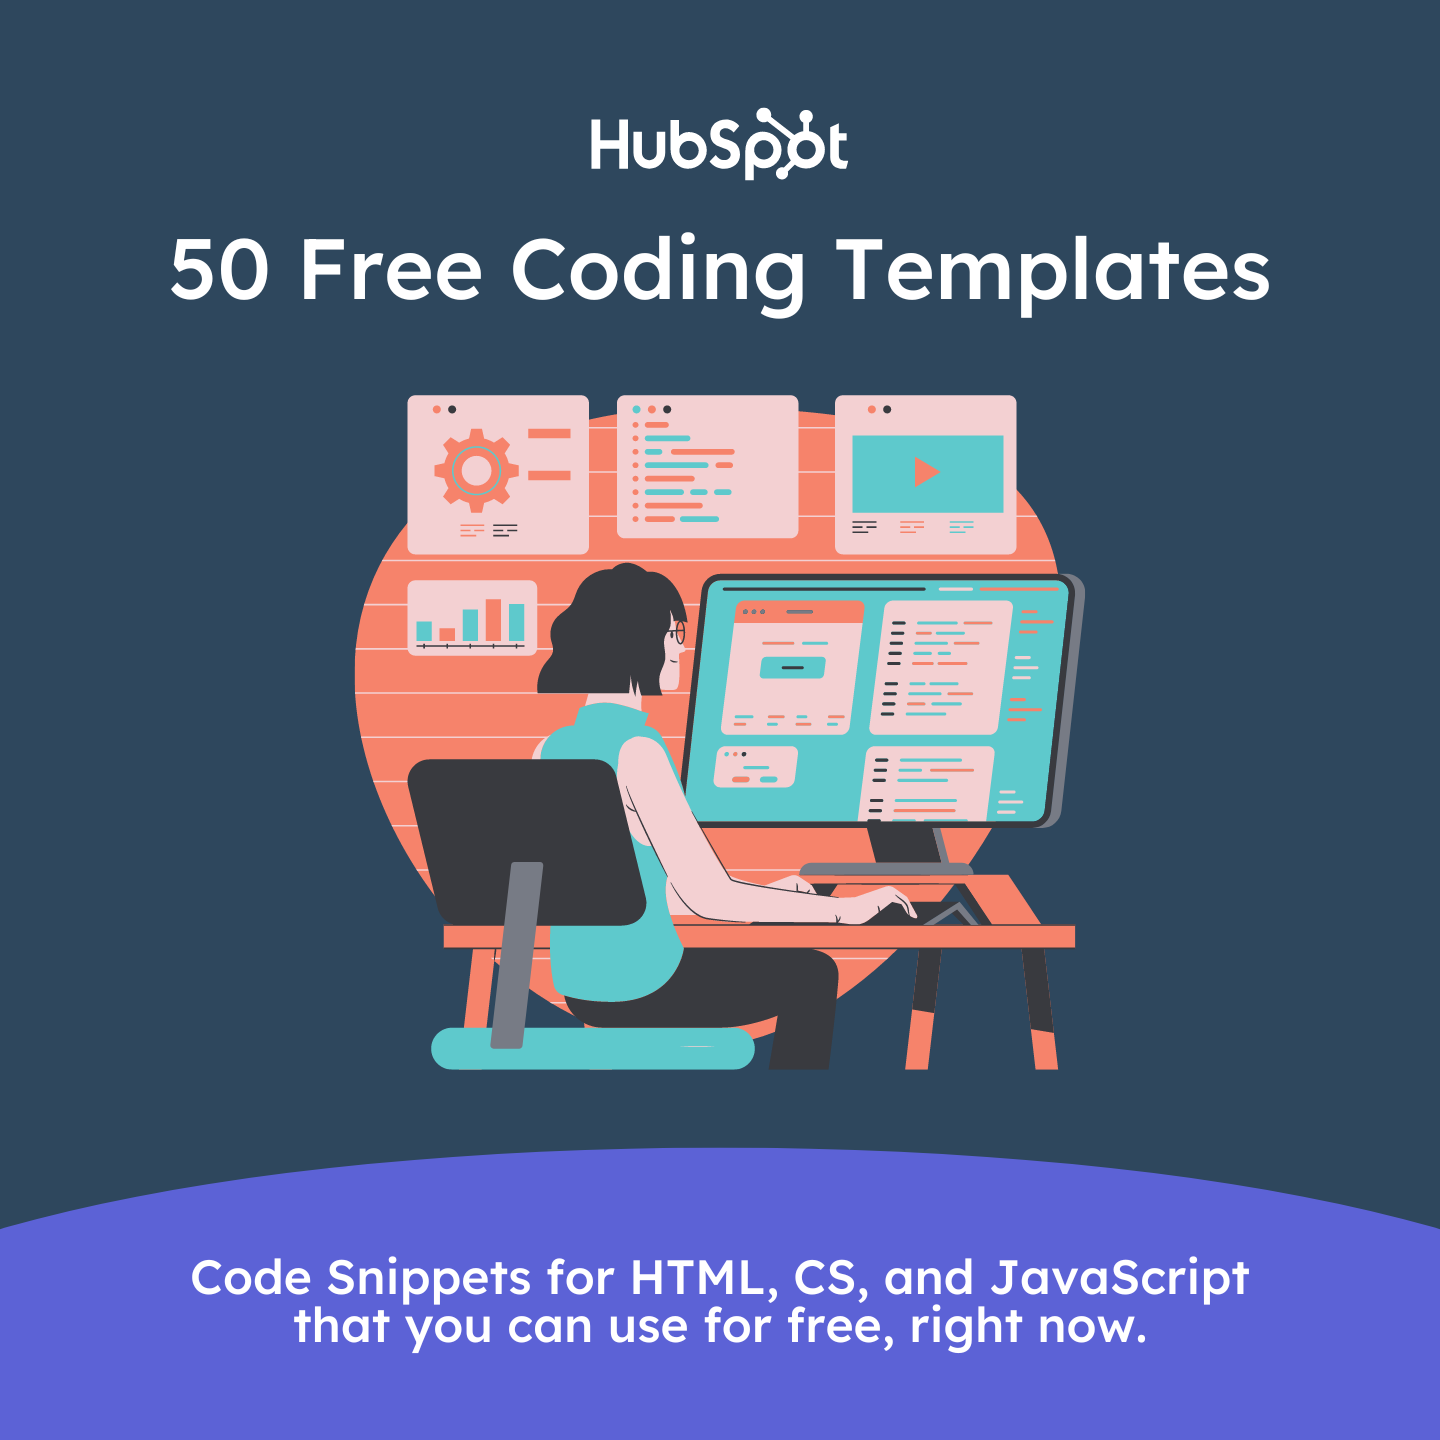 HubSpot
50 Free Coding Templates
Code Snippets for HTML, CS, and JavaScript
that you can use for free, right now.